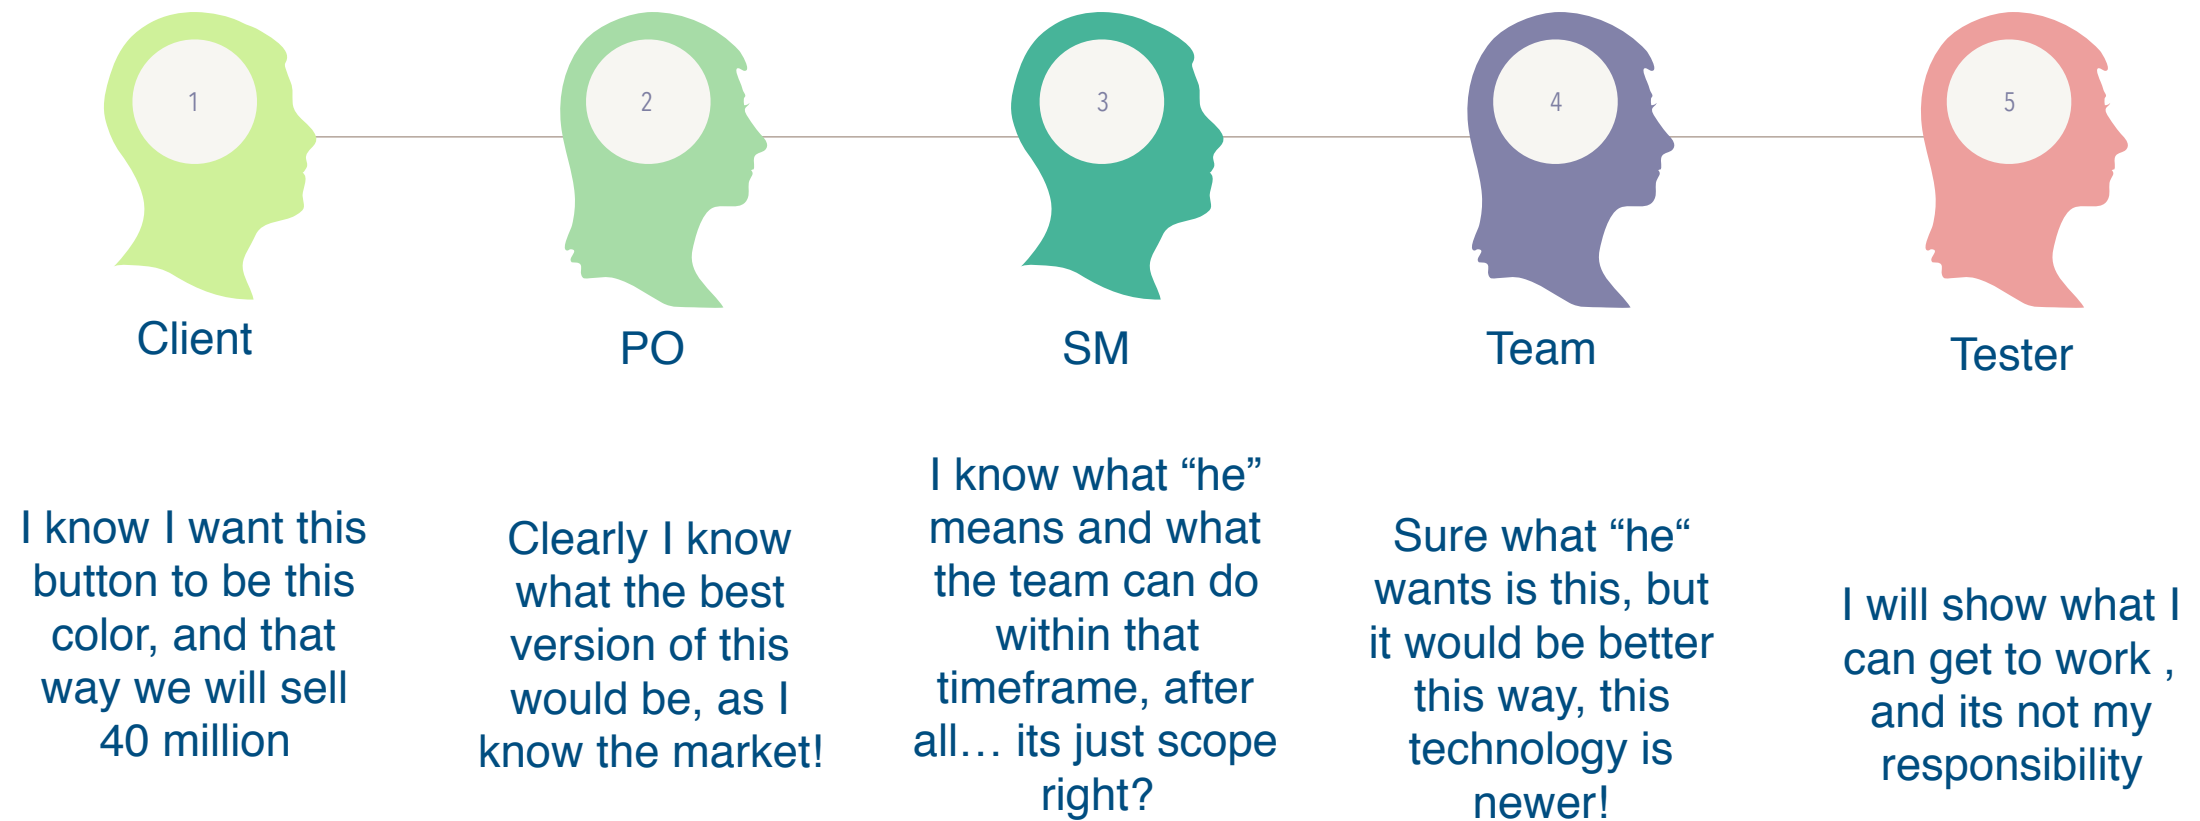 1
2
3
4
5
Client
PO
SM
Team
Tester
I know I want this
button to be this
color, and that
way we will sell
40 million
Clearly I know
what the best
version of this
would be, as I
know the market!
I know what “he”
means and what
the team can do
within that
timeframe, after
all… its just scope
right?
Sure what “he“
wants is this, but
it would be better
this way, this
technology is
newer!
I will show what I
can get to work ,
and its not my
responsibility